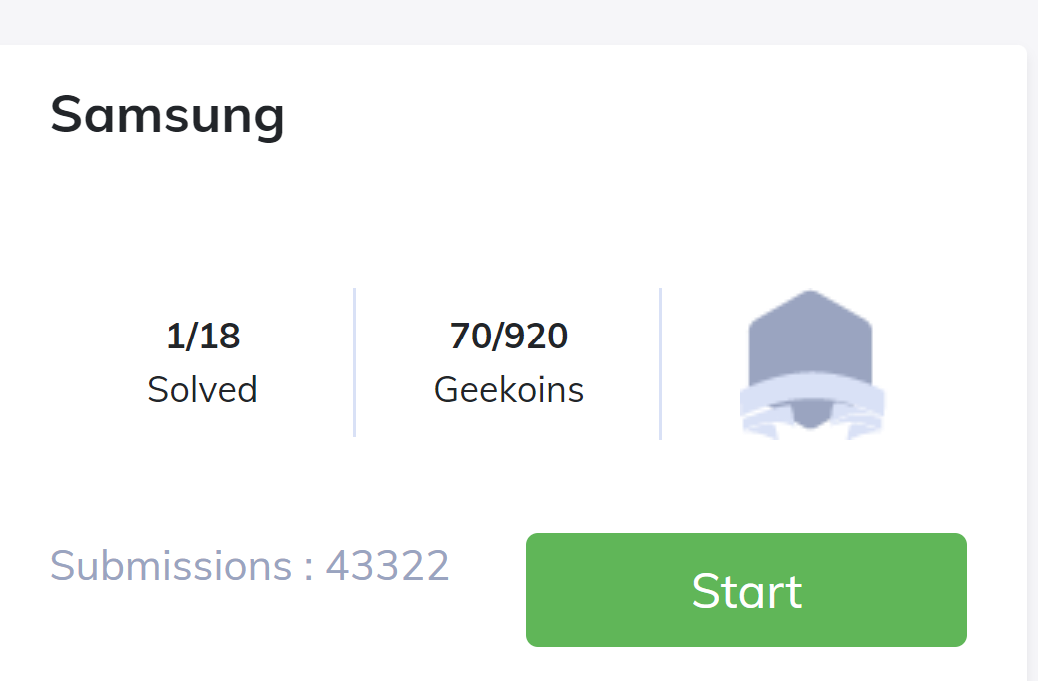 Samsung
1/18
Solved
70/920
Geekoins
Submissions : 43322
Start